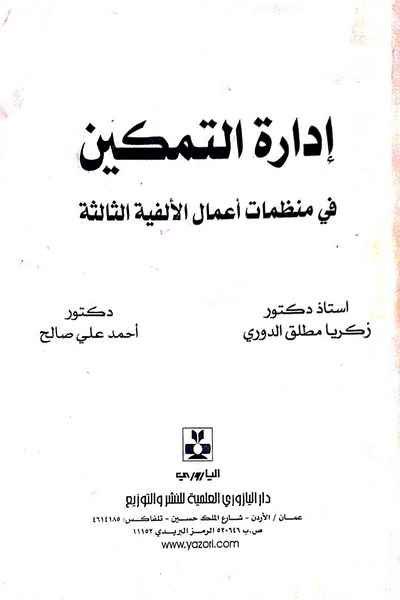 إدارة التمكين
في منظمات أعمال الألفية الثالثة
استاذ دكتور
زكريا مطلق الدوري
دكتور
أحمد علي صالح
اليازوري
دار اليازوري العلمية للنشر والتوزيع
عمان / الأردن - شارع الملك حسين - تلفاكس: ٤٦١٤١٨٥
ص.ب ٥٢٠٦٤٦ الرمز البريدي ١١١٥٢
www.yazori.com